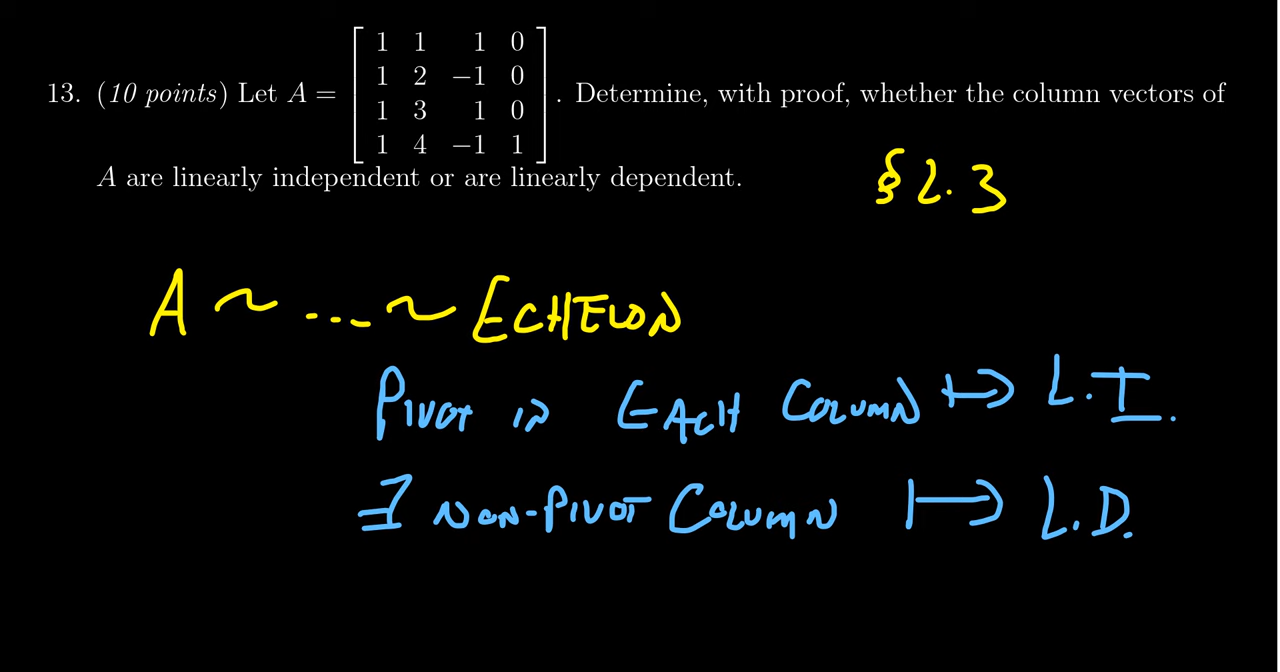 13. (10 points) Let A = [ 1 1 1 0
1 2 −1 0
1 3 1 0
1 4 −1 1 ] . Determine, with proof, whether the column vectors of
A are linearly independent or are linearly dependent.
§ 2.3
A ~ ... ~ ECHELON
PIVOT IN EACH COLUMN ↦ L.I.
∃ NON-PIVOT COLUMN ↦ L.D.